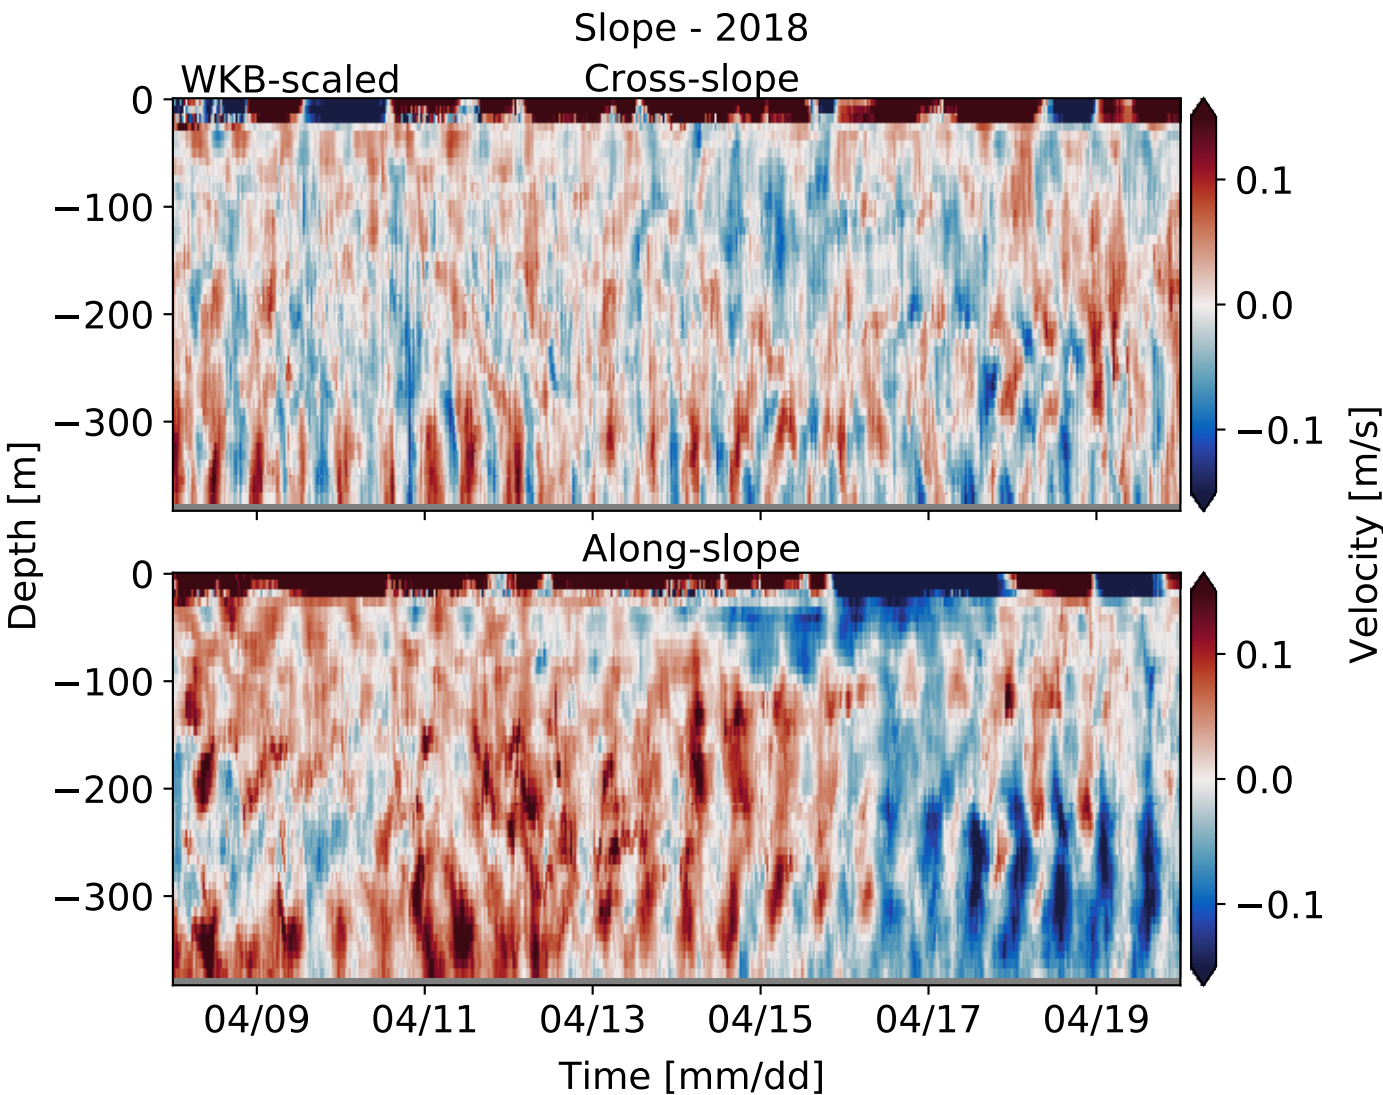 Slope - 2018
WKB-scaled
Cross-slope
0
−100
−200
−300
0.1
0.0
−0.1
Along-slope
0
−100
−200
−300
0.1
0.0
−0.1
Depth [m]
Velocity [m/s]
04/09 04/11 04/13 04/15 04/17 04/19
Time [mm/dd]